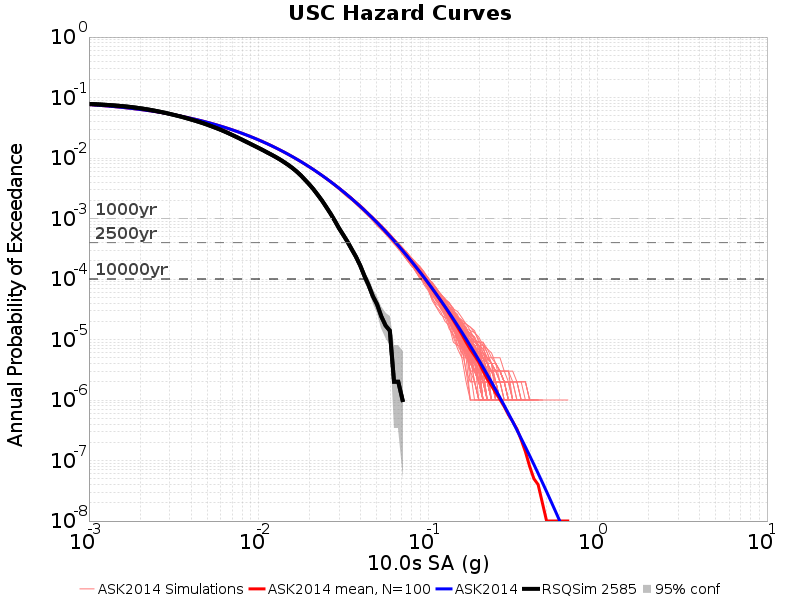 USC Hazard Curves
Annual Probability of Exceedance
10^0
10^-1
10^-2
10^-3
10^-4
10^-5
10^-6
10^-7
10^-8
1000yr
2500yr
10000yr
10^-3 10^-2 10^-1 10^0 10^1
10.0s SA (g)
ASK2014 Simulations ASK2014 mean, N=100 ASK2014 RSQSim 2585 95% conf